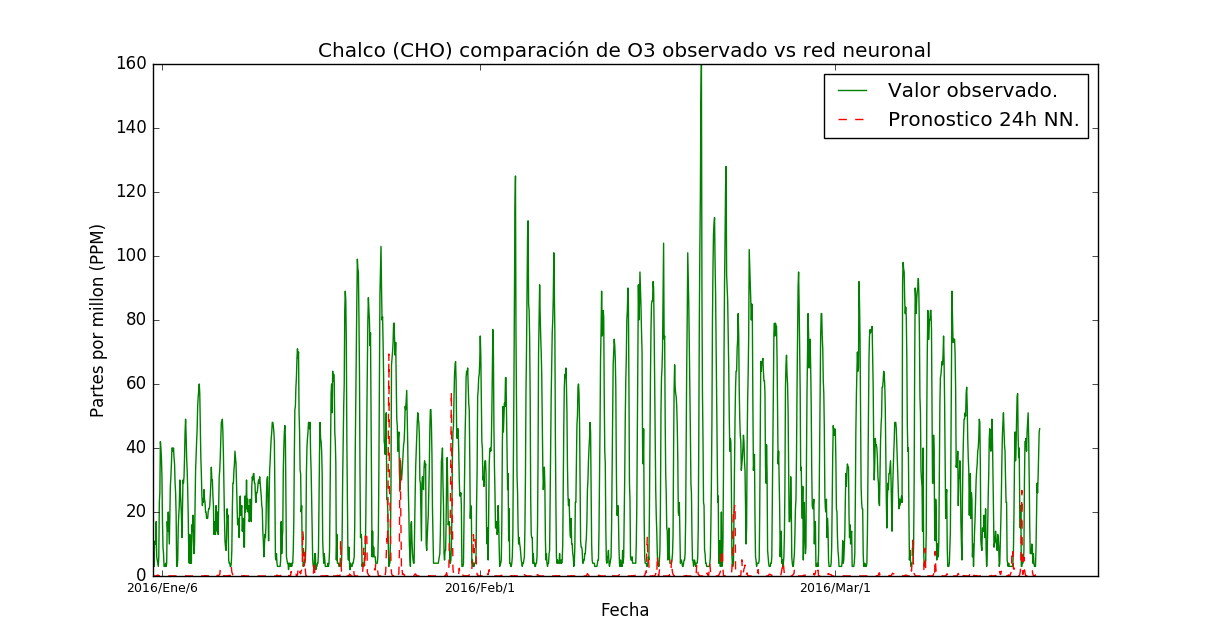 Chalco (CHO) comparación de O3 observado vs red neuronal
Valor observado.
Pronostico 24h NN.
Partes por millon (PPM)
160
140
120
100
80
60
40
20
0
2016/Ene/6
2016/Feb/1
2016/Mar/1
Fecha